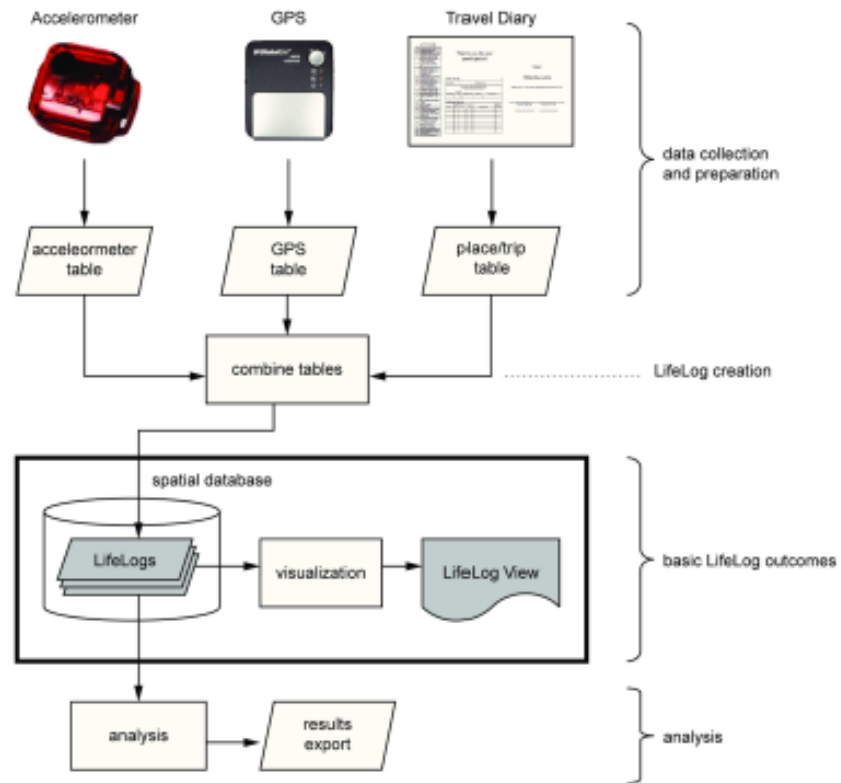 Accelerometer
GPS
Travel Diary
data collection
and preparation
acceleormeter
table
GPS
table
place/trip
table
combine tables
LifeLog creation
spatial database
LifeLogs
visualization
LifeLog View
basic LifeLog outcomes
analysis
results
export
analysis